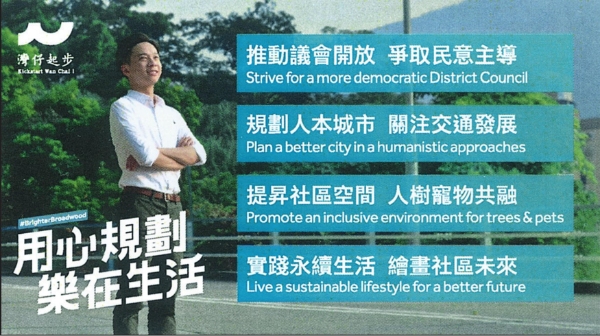 灣仔起步
Kickstart Wan Chai!
推動議會開放 爭取民意主導
Strive for a more democratic District Council
規劃人本城市 關注交通發展
Plan a better city in a humanistic approaches
提昇社區空間 人樹寵物共融
Promote an inclusive environment for trees & pets
實踐永續生活 繪畫社區未來
Live a sustainable lifestyle for a better future
#BrighterBroadwood
用心規劃
樂在生活